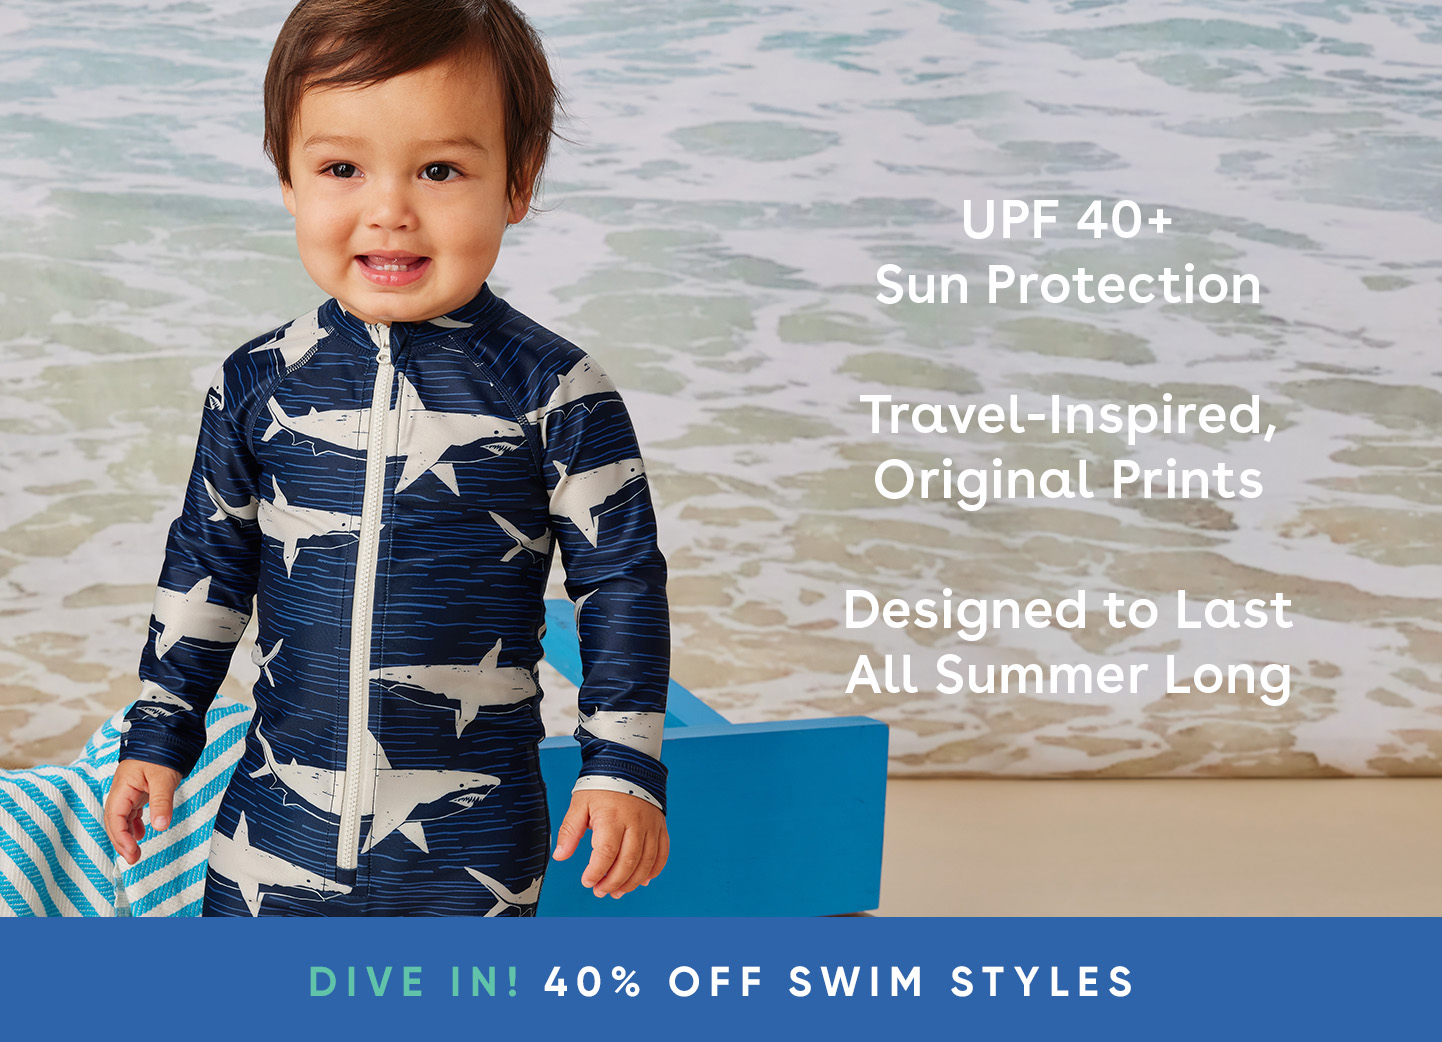 UPF 40+
Sun Protection
Travel-Inspired,
Original Prints
Designed to Last
All Summer Long
DIVE IN! 40% OFF SWIM STYLES